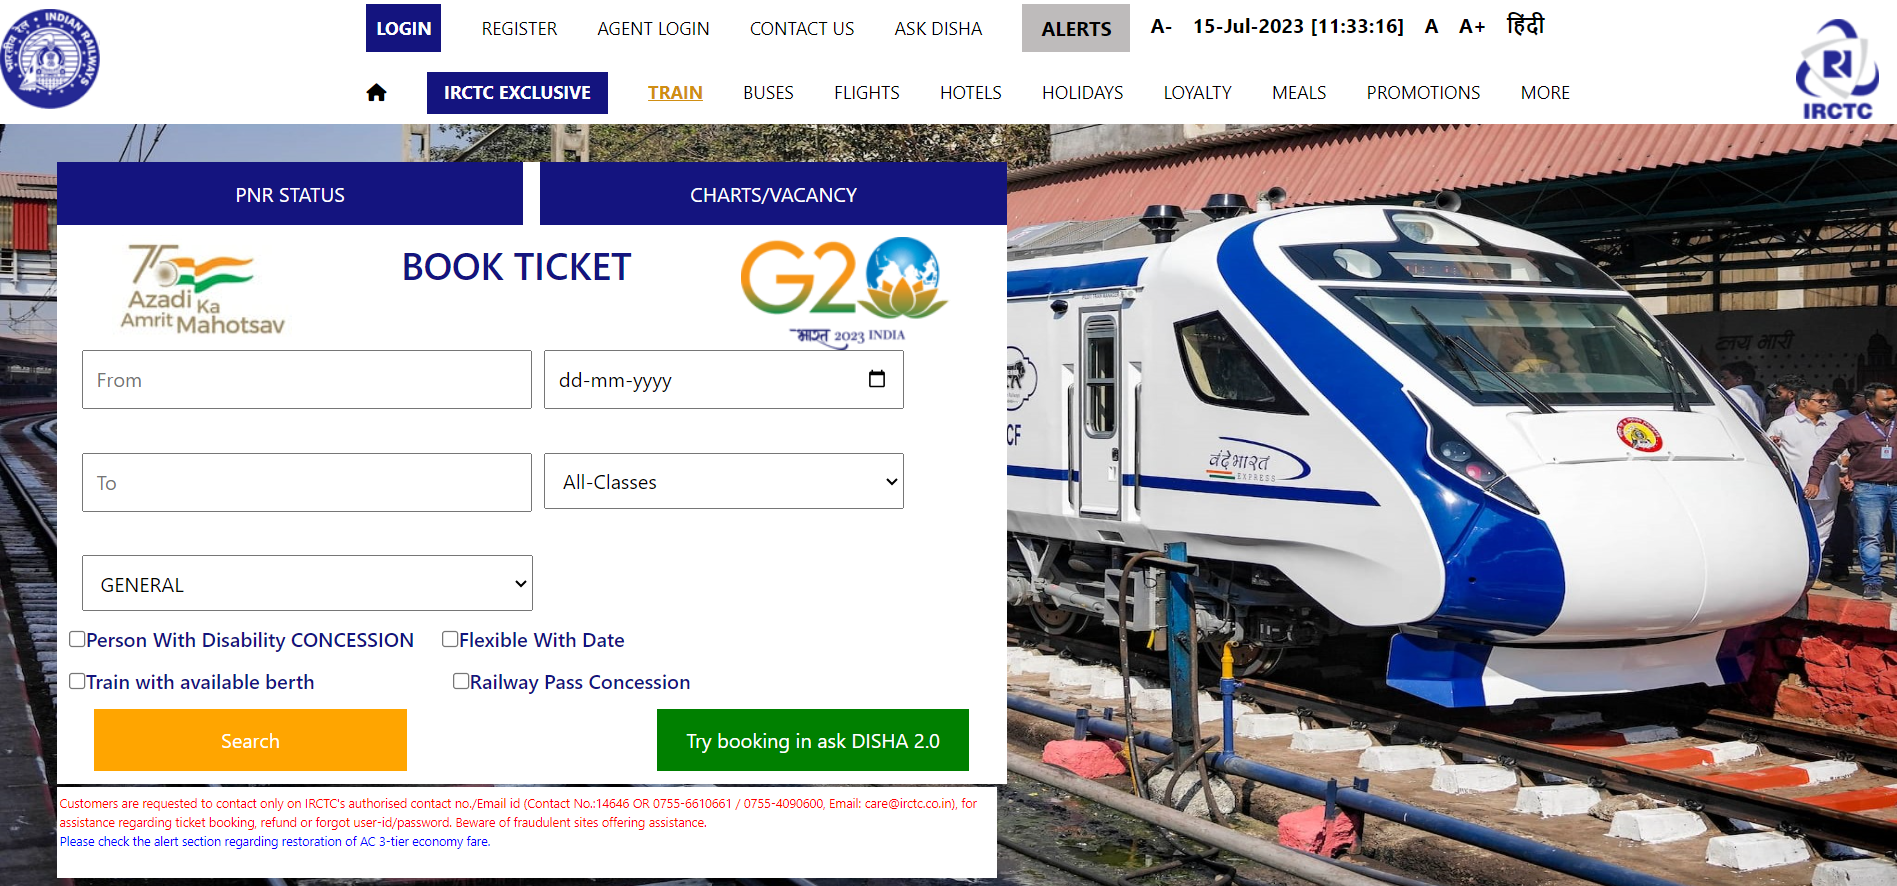 INDIAN RAILWAYS
भारतीय रेल
LOGIN REGISTER AGENT LOGIN CONTACT US ASK DISHA ALERTS A- 15-Jul-2023 [11:33:16] A A+ हिंदी
IRCTC EXCLUSIVE TRAIN BUSES FLIGHTS HOTELS HOLIDAYS LOYALTY MEALS PROMOTIONS MORE
IRCTC
PNR STATUS CHARTS/VACANCY
75 Azadi Ka Amrit Mahotsav
BOOK TICKET
G20
भारत 2023 INDIA
From dd-mm-yyyy
To All-Classes
GENERAL
Person With Disability CONCESSION Flexible With Date
Train with available berth Railway Pass Concession
Search Try booking in ask DISHA 2.0
Customers are requested to contact only on IRCTC's authorised contact no./Email id (Contact No.:14646 OR 0755-6610661 / 0755-4090600, Email: care@irctc.co.in), for
assistance regarding ticket booking, refund or forgot user-id/password. Beware of fraudulent sites offering assistance.
Please check the alert section regarding restoration of AC 3-tier economy fare.
CF
वंदे भारत
EXPRESS